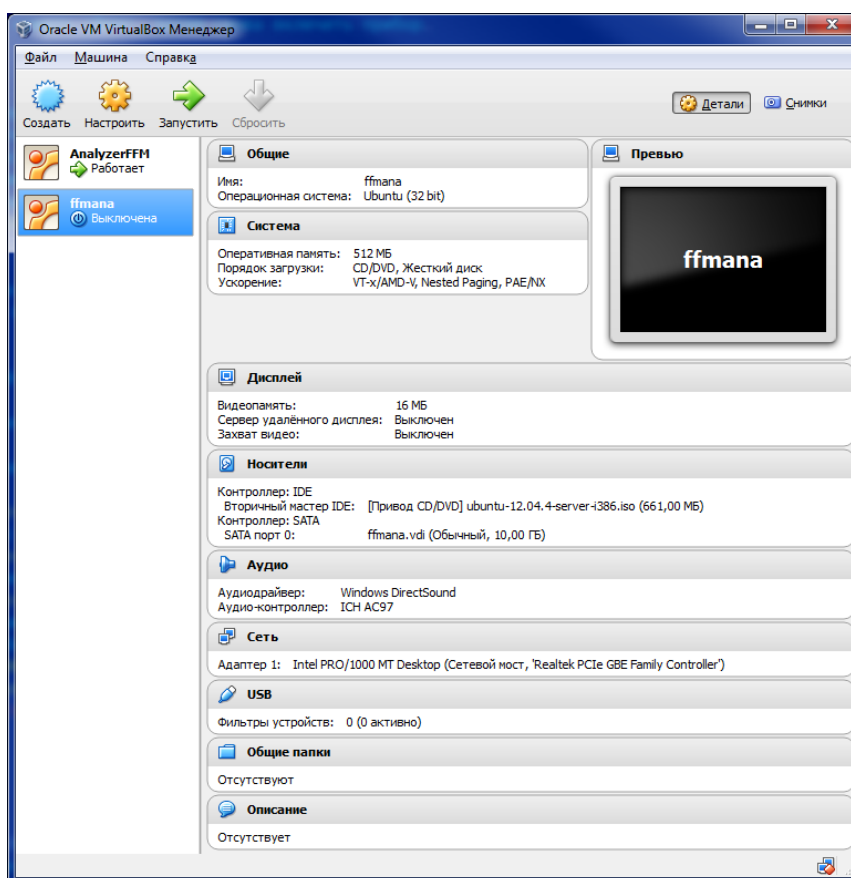 Oracle VM VirtualBox Менеджер
Файл Машина Справка
Создать Настроить Запустить Сбросить
Детали Снимки
AnalyzerFFM
Работает
ffmana
Выключена
Общие
Имя: ffmana
Операционная система: Ubuntu (32 bit)
Превью
ffmana
Система
Оперативная память: 512 МБ
Порядок загрузки: CD/DVD, Жесткий диск
Ускорение: VT-x/AMD-V, Nested Paging, PAE/NX
Дисплей
Видеопамять: 16 МБ
Сервер удалённого дисплея: Выключен
Захват видео: Выключен
Носители
Контроллер: IDE
Вторичный мастер IDE: [Привод CD/DVD] ubuntu-12.04.4-server-i386.iso (661,00 МБ)
Контроллер: SATA
SATA порт 0: ffmana.vdi (Обычный, 10,00 ГБ)
Аудио
Аудиодрайвер: Windows DirectSound
Аудио-контроллер: ICH AC97
Сеть
Адаптер 1: Intel PRO/1000 MT Desktop (Сетевой мост, 'Realtek PCIe GBE Family Controller')
USB
Фильтры устройств: 0 (0 активно)
Общие папки
Отсутствуют
Описание
Отсутствует